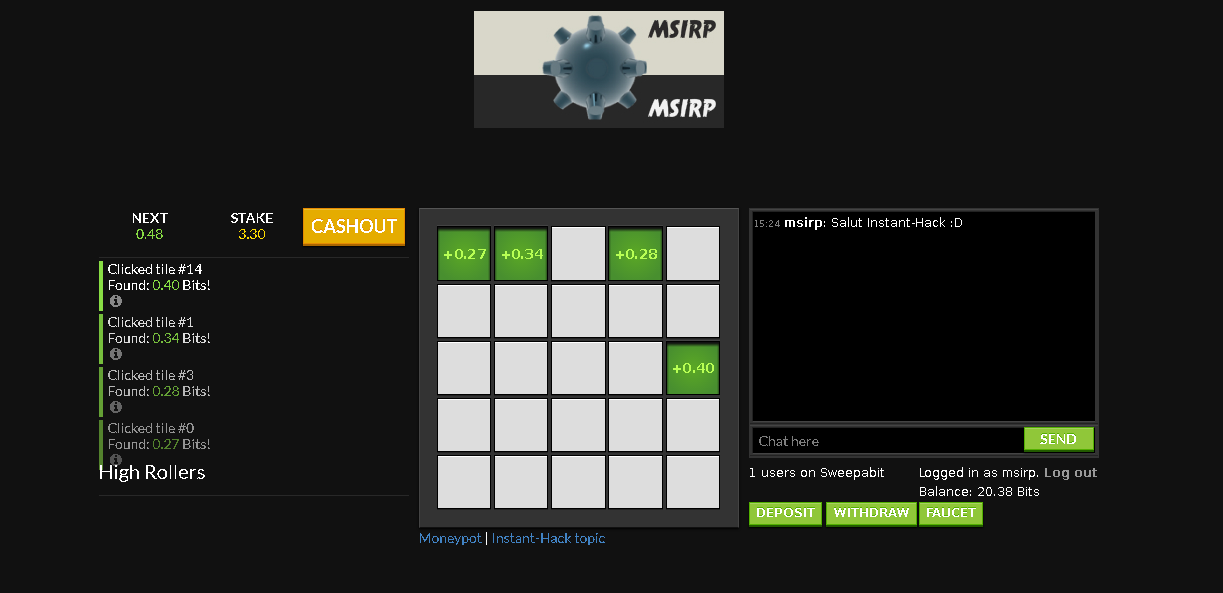 MSIRP
MSIRP
NEXT
0.48
STAKE
3.30
CASHOUT
Clicked tile #14
Found: 0.40 Bits!
Clicked tile #1
Found: 0.34 Bits!
Clicked tile #3
Found: 0.28 Bits!
Clicked tile #0
Found: 0.27 Bits!
High Rollers
+0.27 +0.34 +0.28
+0.40
Moneypot | Instant-Hack topic
15:24 msirp: Salut Instant-Hack :D
Chat here
SEND
1 users on Sweepabit
Logged in as msirp. Log out
Balance: 20.38 Bits
DEPOSIT WITHDRAW FAUCET